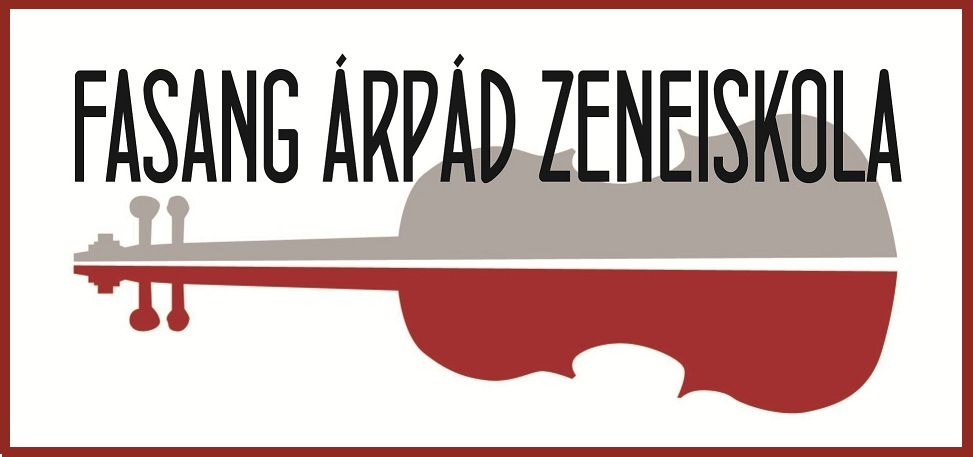 FASANG ÁRPÁD ZENEISKOLA